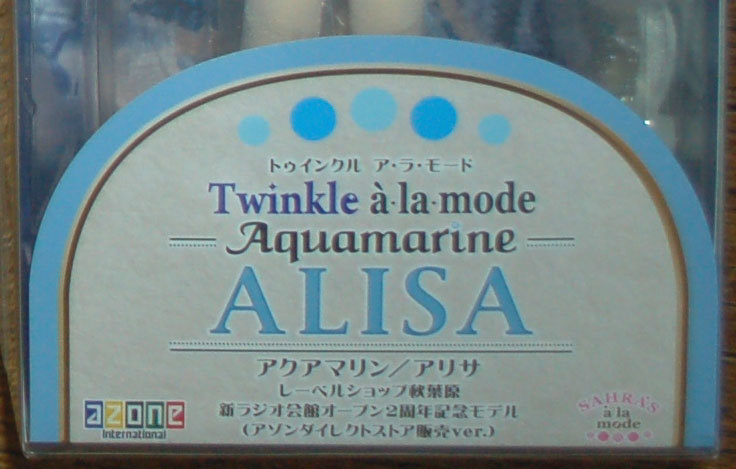 トゥインクル ア・ラ・モード
Twinkle à·la·mode
Aquamarine
ALISA
アクアマリン／アリサ
レーベルショップ秋葉原
新ラジオ会館オープン2周年記念モデル
(アゾンダイレクトストア販売ver.)
azone
international
SAHRA'S
à la
mode